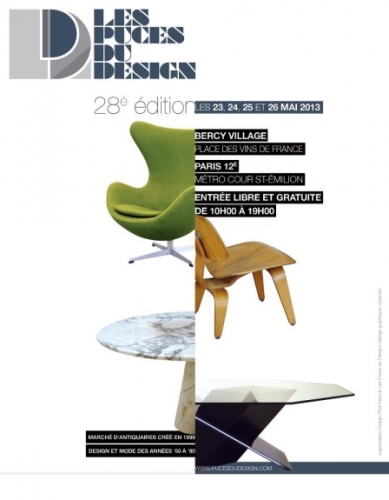 LES
PUCES
DU
DESIGN
28è édition
LES 23, 24, 25 ET 26 MAI 2013
BERCY VILLAGE
PLACE DES VINS DE FRANCE
PARIS 12E
MÉTRO COUR ST-ÉMILION
ENTRÉE LIBRE ET GRATUITE
DE 10H00 À 19H00
MARCHÉ D'ANTIQUAIRES CRÉÉ EN 1999
DESIGN ET MODE DES ANNÉES '50 À '90
WWW.PUCESDUDESIGN.COM